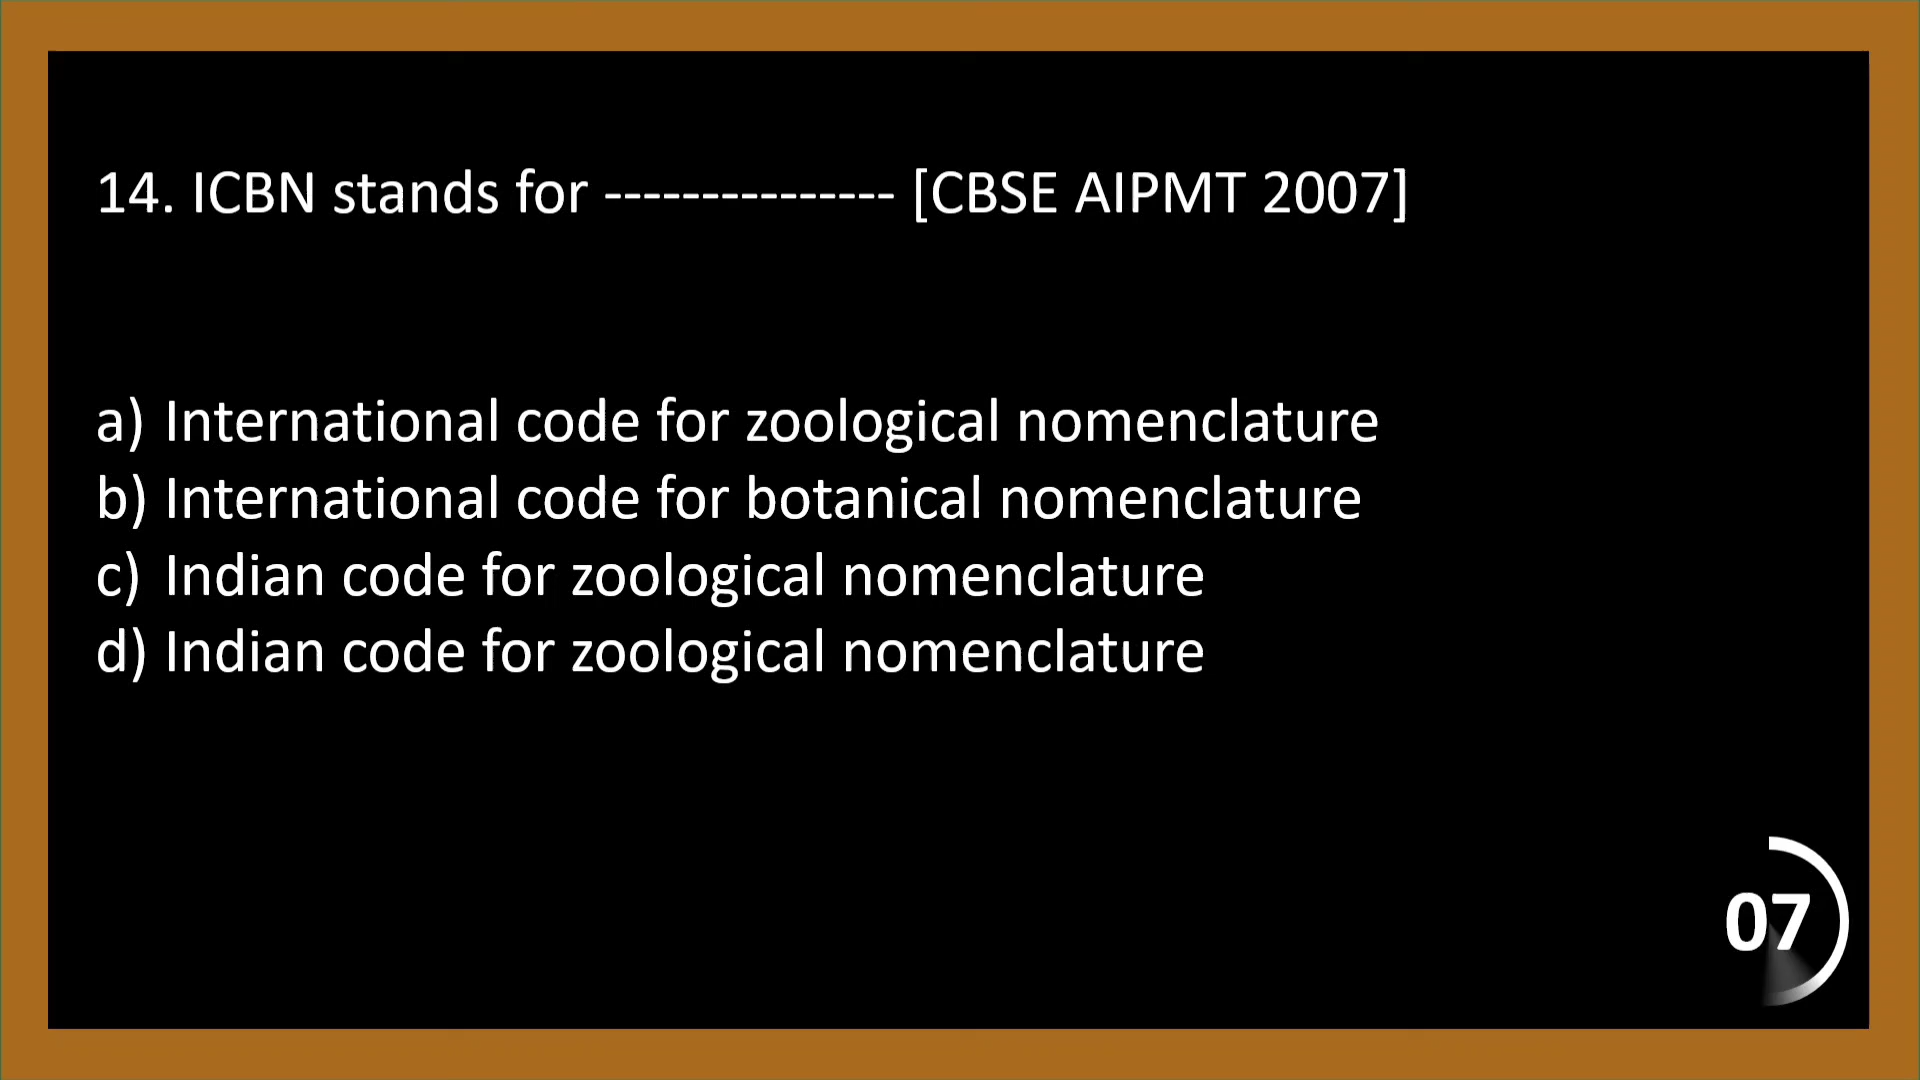 14. ICBN stands for --------------- [CBSE AIPMT 2007]
a) International code for zoological nomenclature
b) International code for botanical nomenclature
c) Indian code for zoological nomenclature
d) Indian code for zoological nomenclature
07